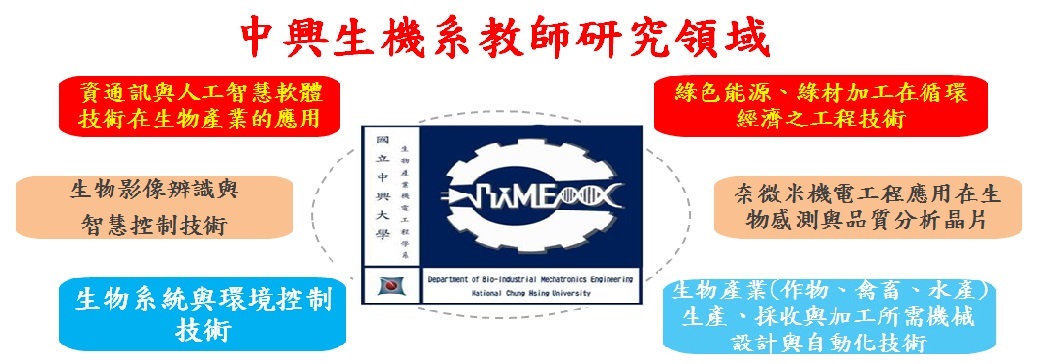 中興生機系教師研究領域
資通訊與人工智慧軟體
技術在生物產業的應用
綠色能源、綠材加工在循環
經濟之工程技術
生物影像辨識與
智慧控制技術
國立中興大學
生物產業機電工程學系
BIME
Department of Bio-Industrial Mechatronics Engineering
National Chung Hsing University
奈微米機電工程應用在生
物感測與品質分析晶片
生物系統與環境控制
技術
生物產業(作物、禽畜、水產)
生產、採收與加工所需機械
設計與自動化技術